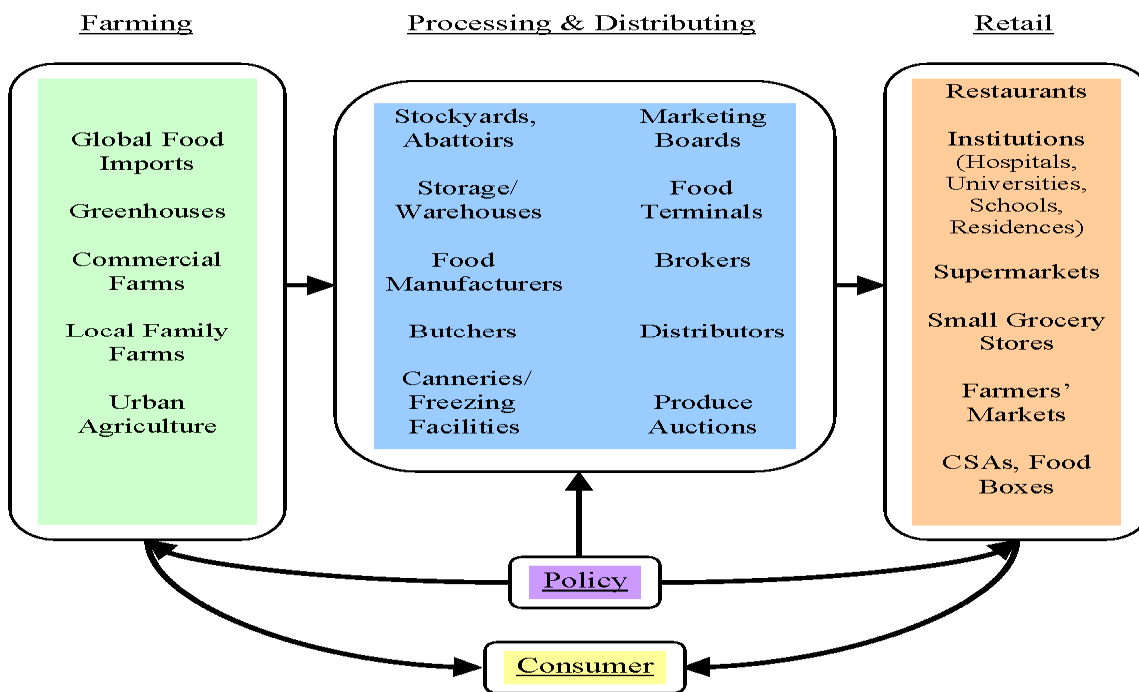 Farming
Global Food
Imports
Greenhouses
Commercial
Farms
Local Family
Farms
Urban
Agriculture
Processing & Distributing
Stockyards,
Abattoirs
Storage/
Warehouses
Food
Manufacturers
Butchers
Canneries/
Freezing
Facilities
Marketing
Boards
Food
Terminals
Brokers
Distributors
Produce
Auctions
Retail
Restaurants
Institutions
(Hospitals,
Universities,
Schools,
Residences)
Supermarkets
Small Grocery
Stores
Farmers’
Markets
CSAs, Food
Boxes
Policy
Consumer